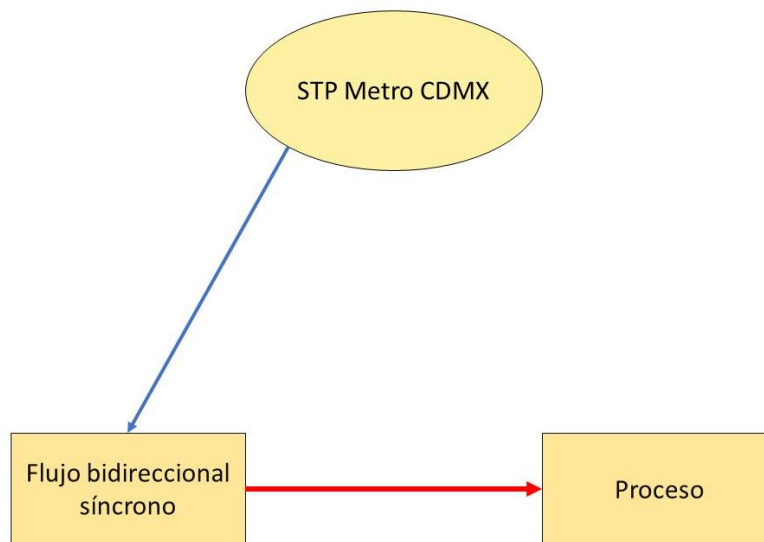 STP Metro CDMX
Flujo bidireccional
síncrono
Proceso